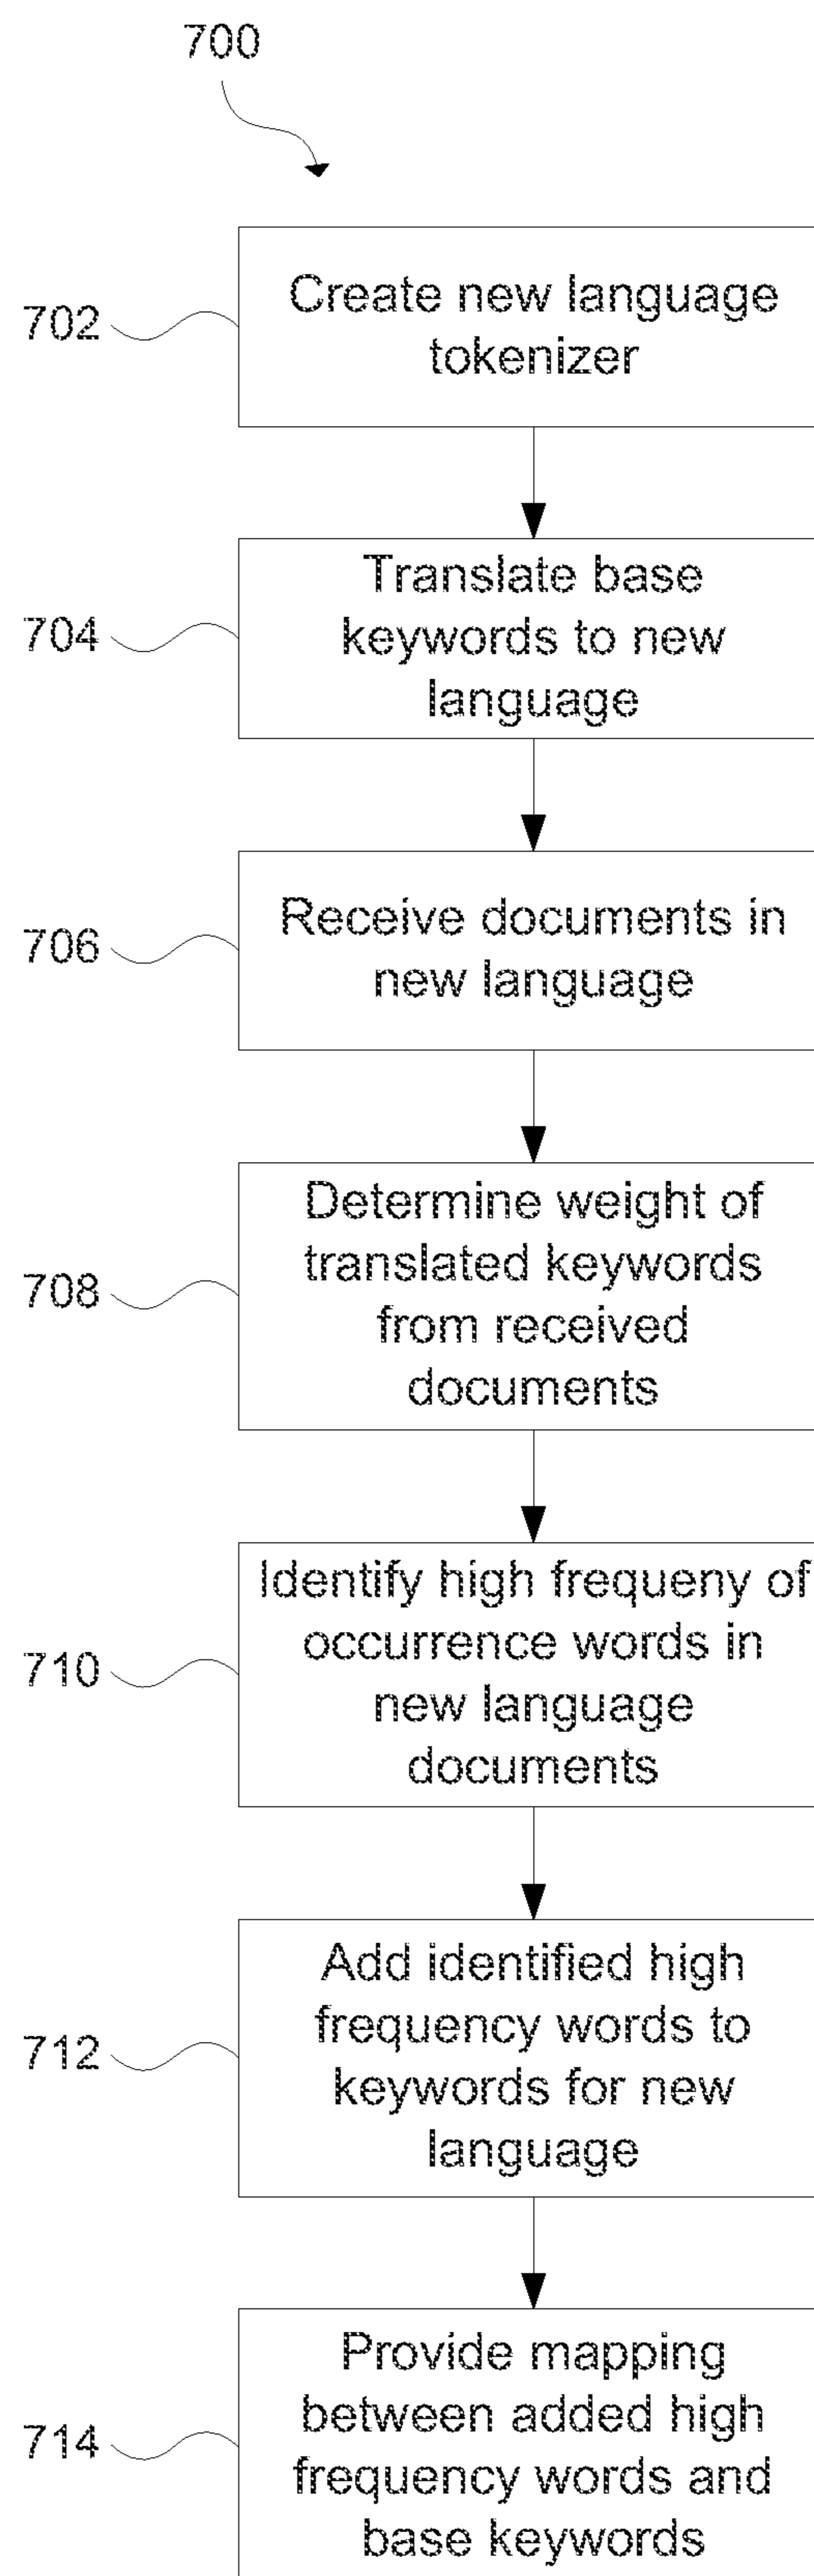 700
702
Create new language
tokenizer
704
Translate base
keywords to new
language
706
Receive documents in
new language
708
Determine weight of
translated keywords
from received
documents
710
Identify high frequeny of
occurrence words in
new language
documents
712
Add identified high
frequency words to
keywords for new
language
714
Provide mapping
between added high
frequency words and
base keywords